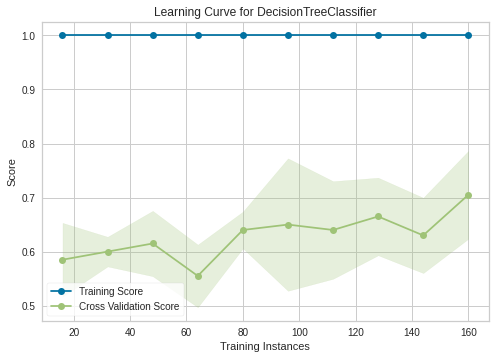 Learning Curve for DecisionTreeClassifier
1.0
0.9
0.8
0.7
0.6
0.5
Score
Training Score
Cross Validation Score
20 40 60 80 100 120 140 160
Training Instances